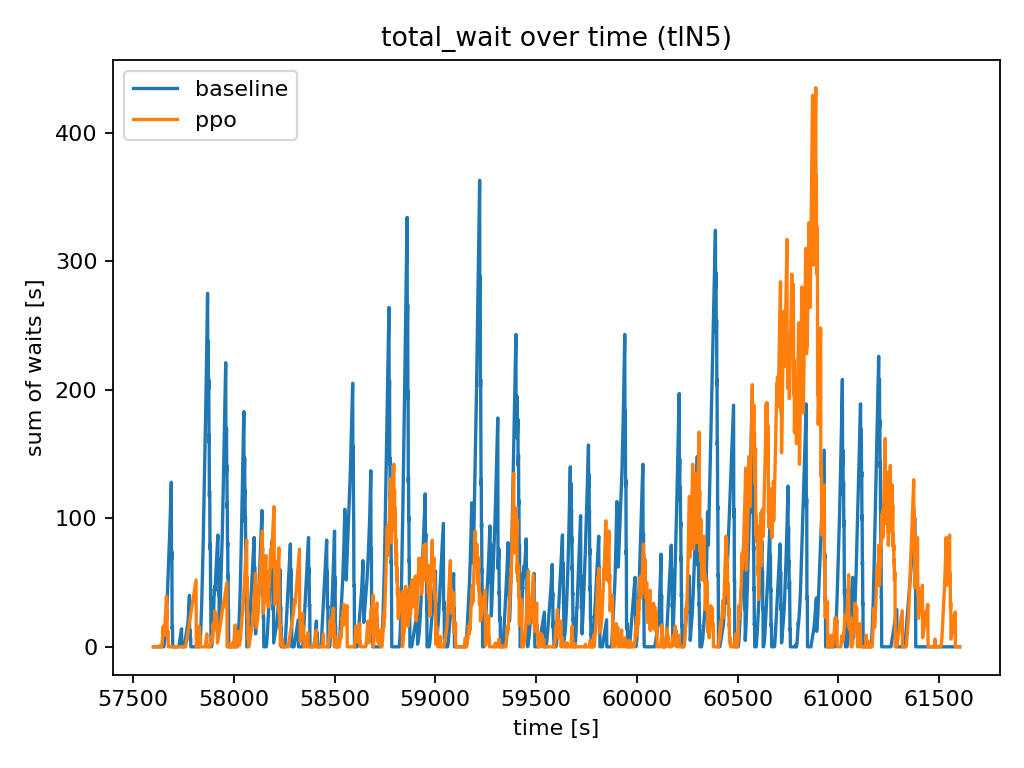 total_wait over time (tlN5)
baseline
ppo
sum of waits [s]
400
300
200
100
0
57500 58000 58500 59000 59500 60000 60500 61000 61500
time [s]